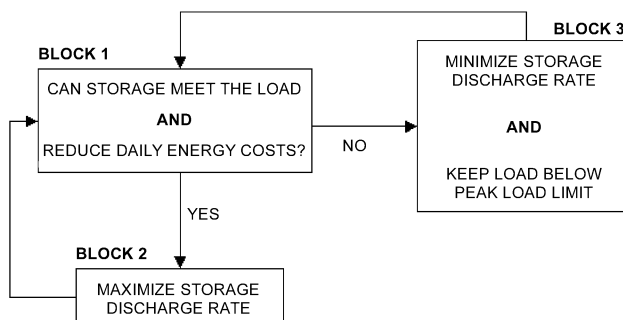 BLOCK 1
CAN STORAGE MEET THE LOAD
AND
REDUCE DAILY ENERGY COSTS?
NO
YES
BLOCK 2
MAXIMIZE STORAGE
DISCHARGE RATE
BLOCK 3
MINIMIZE STORAGE
DISCHARGE RATE
AND
KEEP LOAD BELOW
PEAK LOAD LIMIT